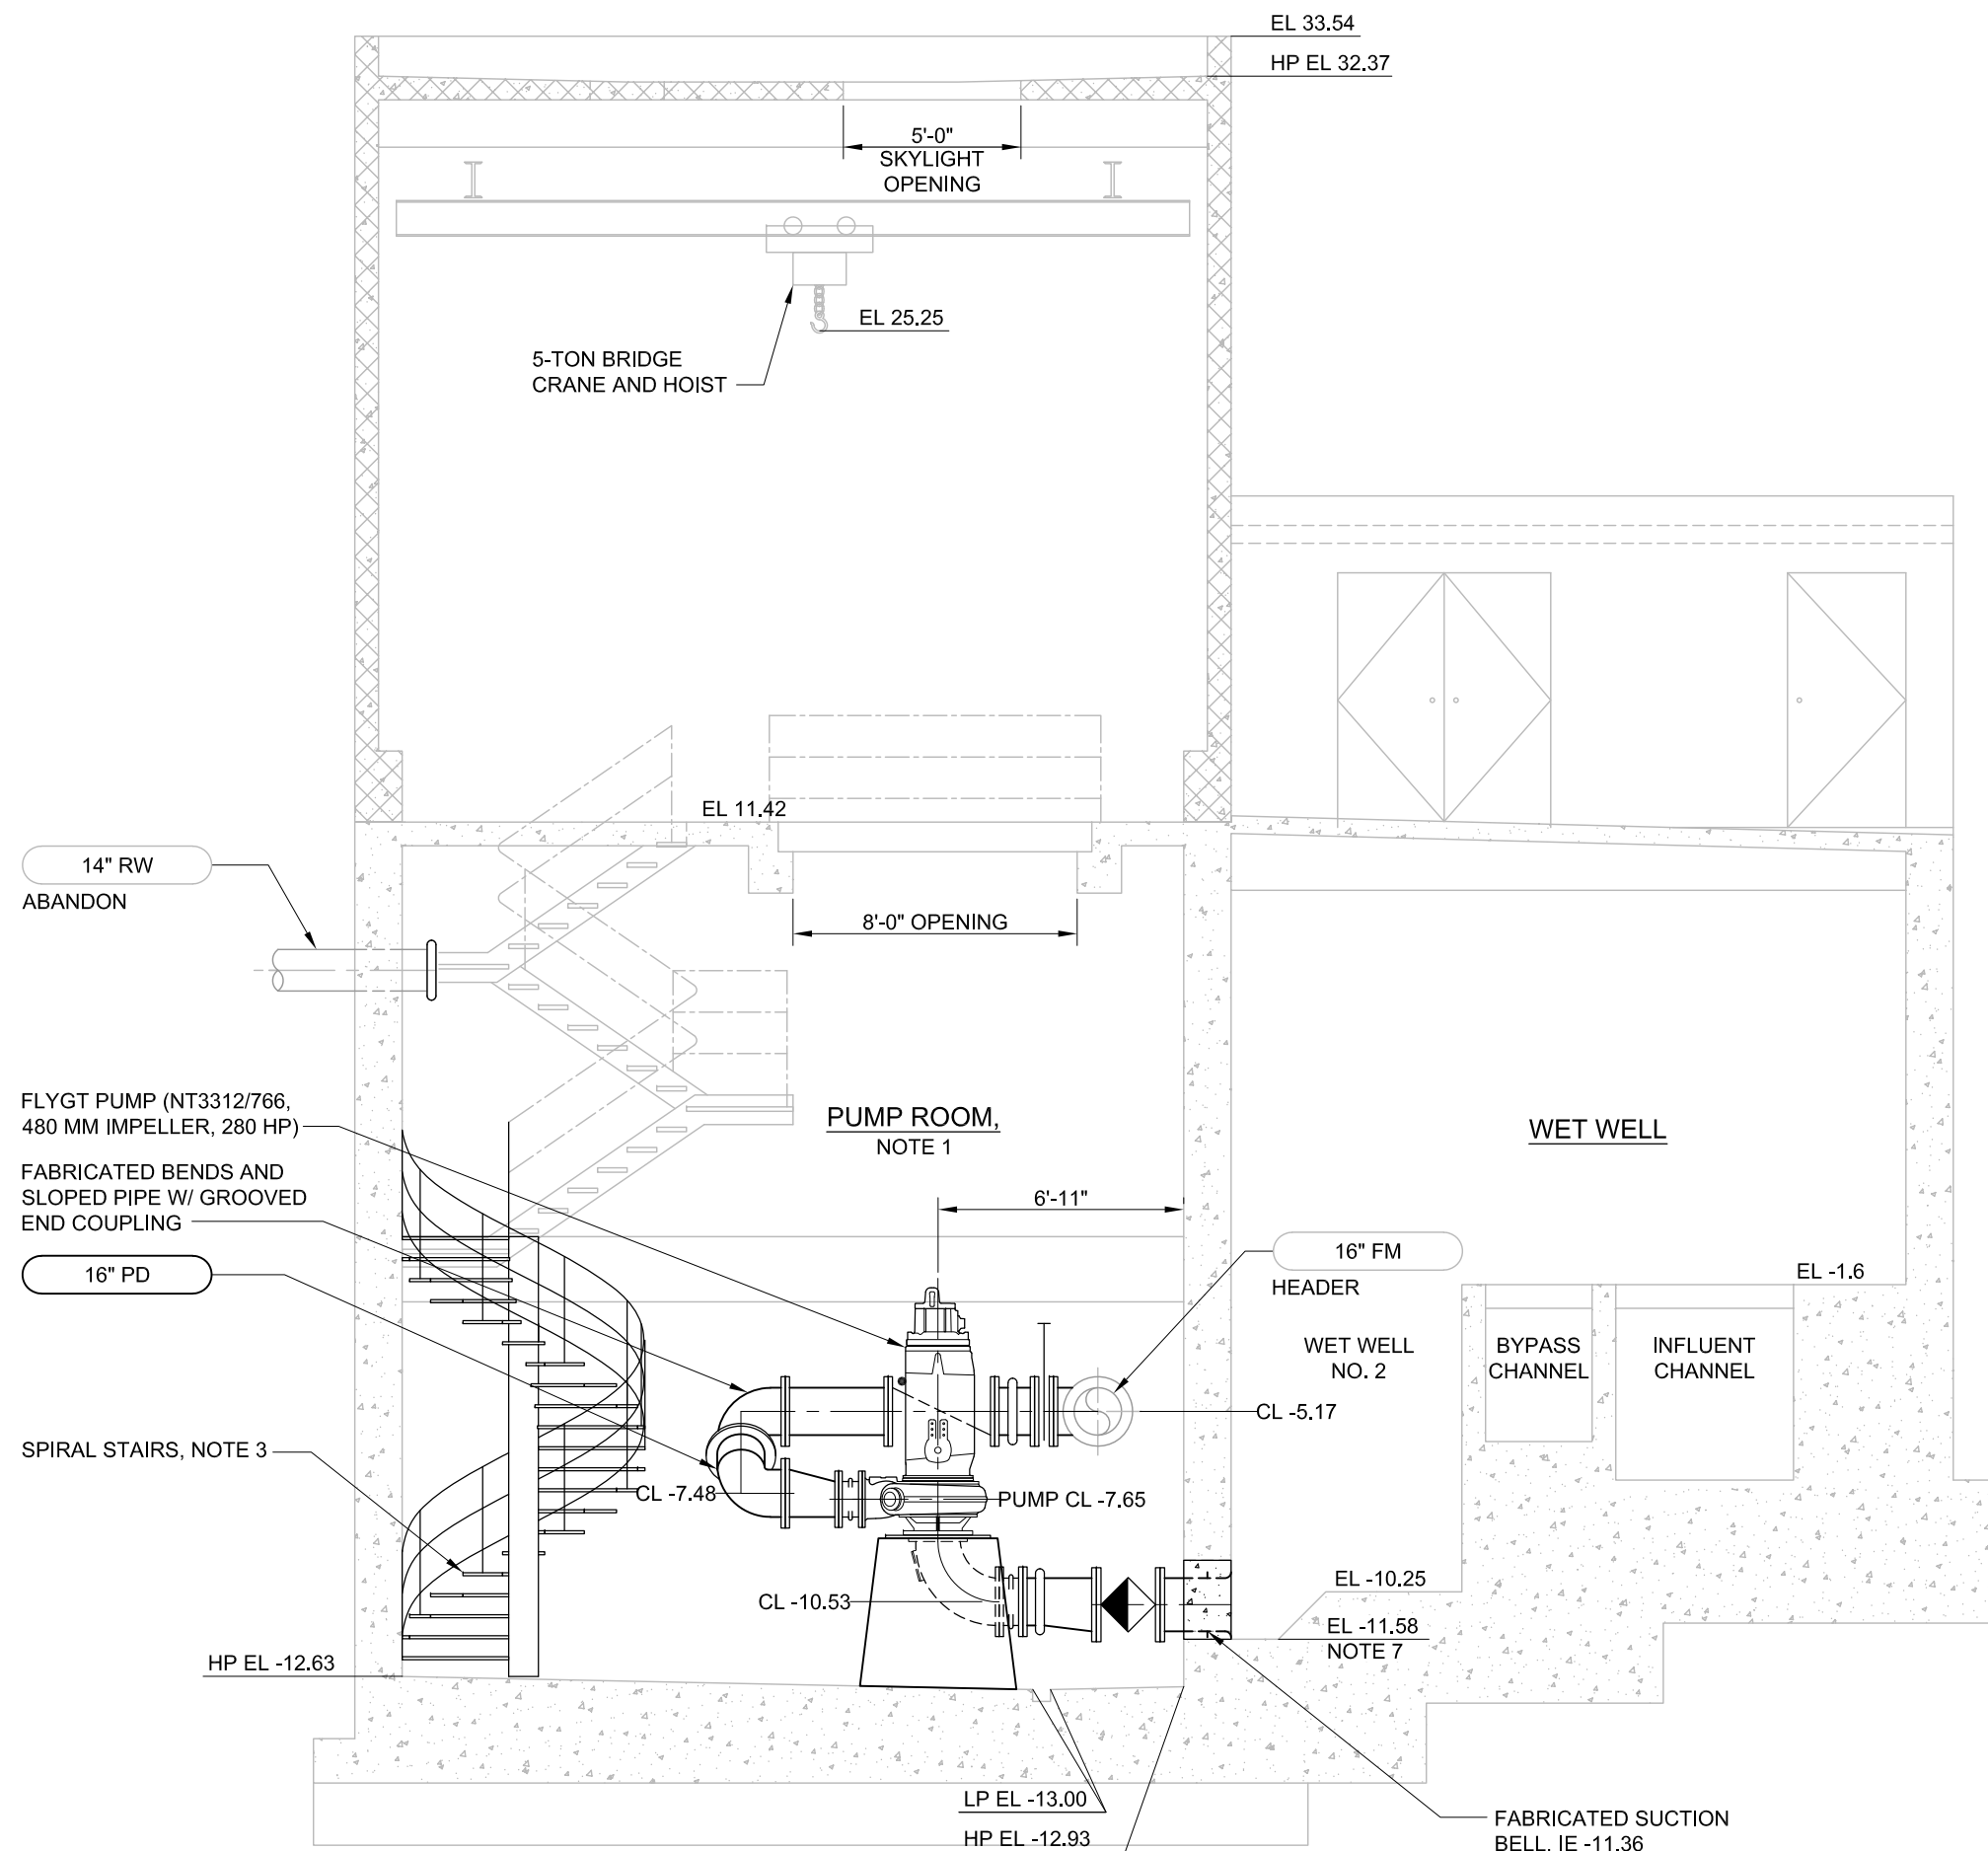 EL 33.54
HP EL 32.37
5'-0"
SKYLIGHT
OPENING
EL 25.25
5-TON BRIDGE
CRANE AND HOIST
EL 11.42
14" RW
ABANDON
8'-0" OPENING
FLYGT PUMP (NT3312/766,
480 MM IMPELLER, 280 HP)
PUMP ROOM,
NOTE 1
WET WELL
FABRICATED BENDS AND
SLOPED PIPE W/ GROOVED
END COUPLING
6'-11"
16" PD
16" FM
HEADER
EL -1.6
WET WELL
NO. 2
BYPASS
CHANNEL
INFLUENT
CHANNEL
CL -5.17
SPIRAL STAIRS, NOTE 3
CL -7.48
PUMP CL -7.65
CL -10.53
EL -10.25
EL -11.58
NOTE 7
HP EL -12.63
LP EL -13.00
HP EL -12.93
FABRICATED SUCTION
BELL, IE -11.36